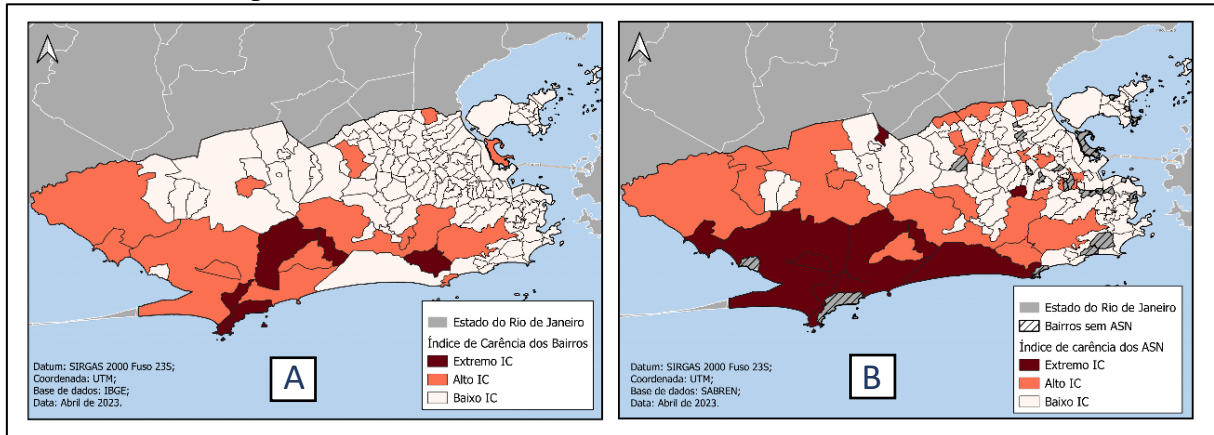 Estado do Rio de Janeiro
Índice de Carência dos Bairros
Extremo IC
Alto IC
Baixo IC
Datum: SIRGAS 2000 Fuso 23S;
Coordenada: UTM;
Base de dados: IBGE;
Data: Abril de 2023.
A
Estado do Rio de Janeiro
Bairros sem ASN
Índice de carência dos ASN
Extremo IC
Alto IC
Baixo IC
Datum: SIRGAS 2000 Fuso 23S;
Coordenada: UTM;
Base de dados: SABREN;
Data: Abril de 2023.
B